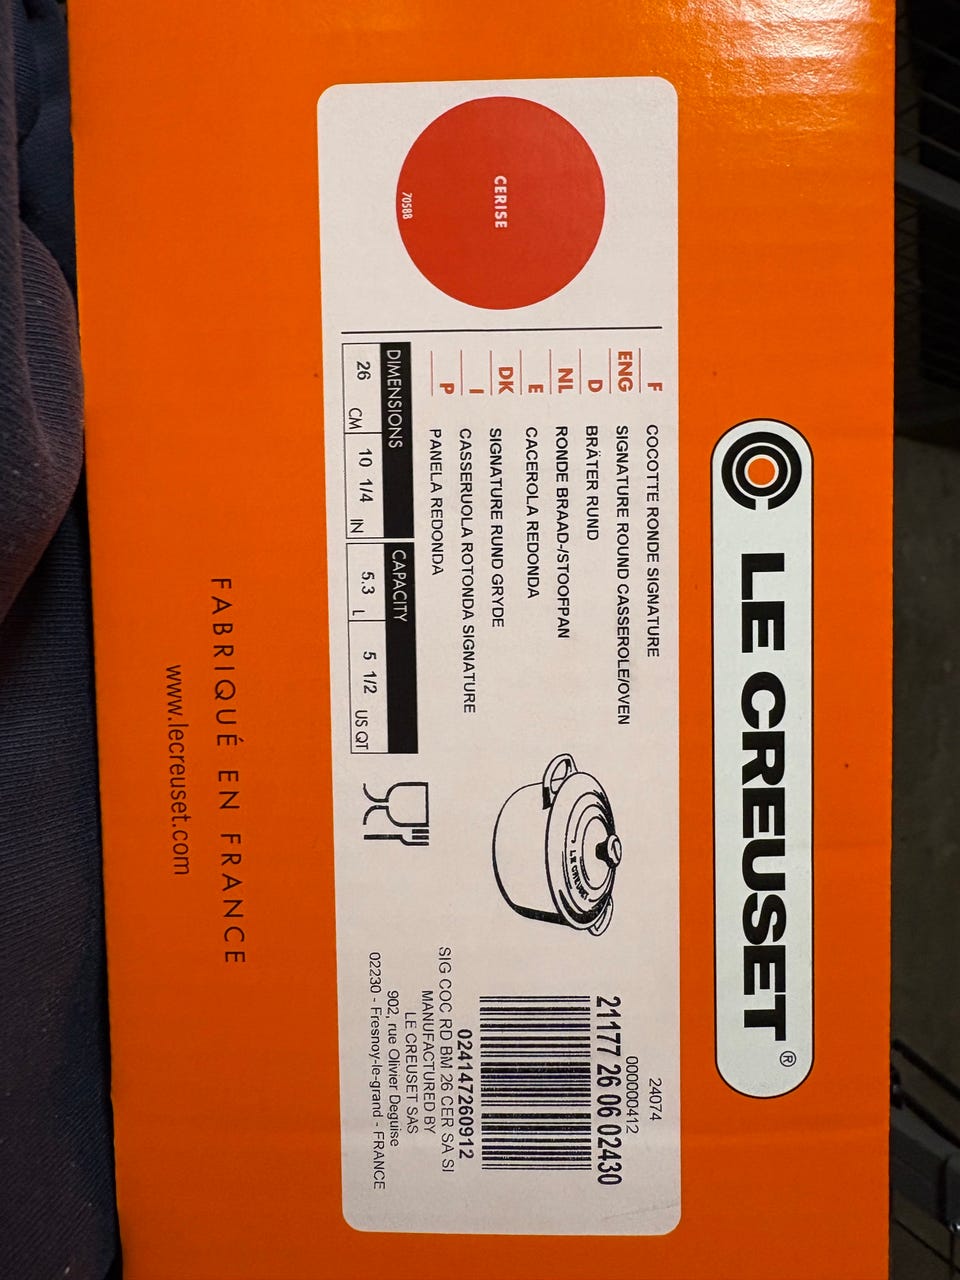 LE CREUSET ®
CERISE
70588
F COCOTTE RONDE SIGNATURE
ENG SIGNATURE ROUND CASSEROLE/OVEN
D BRÄTER RUND
NL RONDE BRAAD-/STOOFPAN
E CACEROLA REDONDA
DK SIGNATURE RUND GRYDE
I CASSERUOLA ROTONDA SIGNATURE
P PANELA REDONDA
DIMENSIONS CAPACITY
26 CM 10 1/4 IN 5.3 L 5 1/2 US QT
LE CREUSET
24074
000000412
21177 26 06 02430
024147260912
SIG COC RD BM 26 CER SA SI
MANUFACTURED BY
LE CREUSET SAS
902, rue Olivier Deguise
02230 - Fresnoy-le-grand - FRANCE
FABRIQUÉ EN FRANCE
www.lecreuset.com